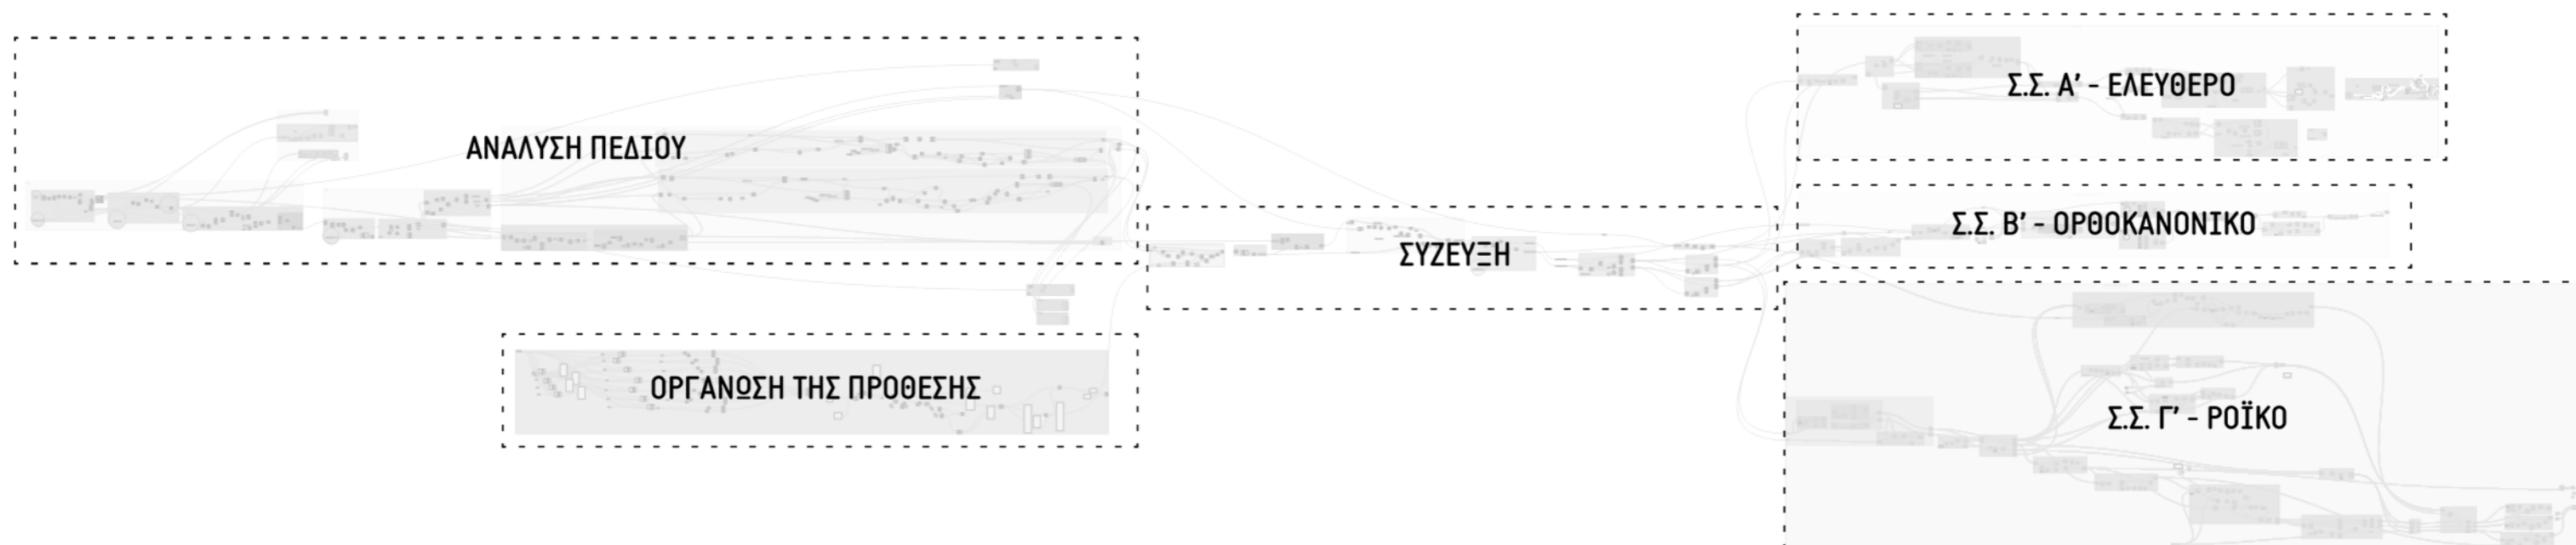 ΑΝΑΛΥΣΗ ΠΕΔΙΟΥ
ΟΡΓΑΝΩΣΗ ΤΗΣ ΠΡΟΘΕΣΗΣ
ΣΥΖΕΥΞΗ
Σ.Σ. Α’ - ΕΛΕΥΘΕΡΟ
Σ.Σ. Β’ - ΟΡΘΟΚΑΝΟΝΙΚΟ
Σ.Σ. Γ’ - ΡΟΪΚΟ